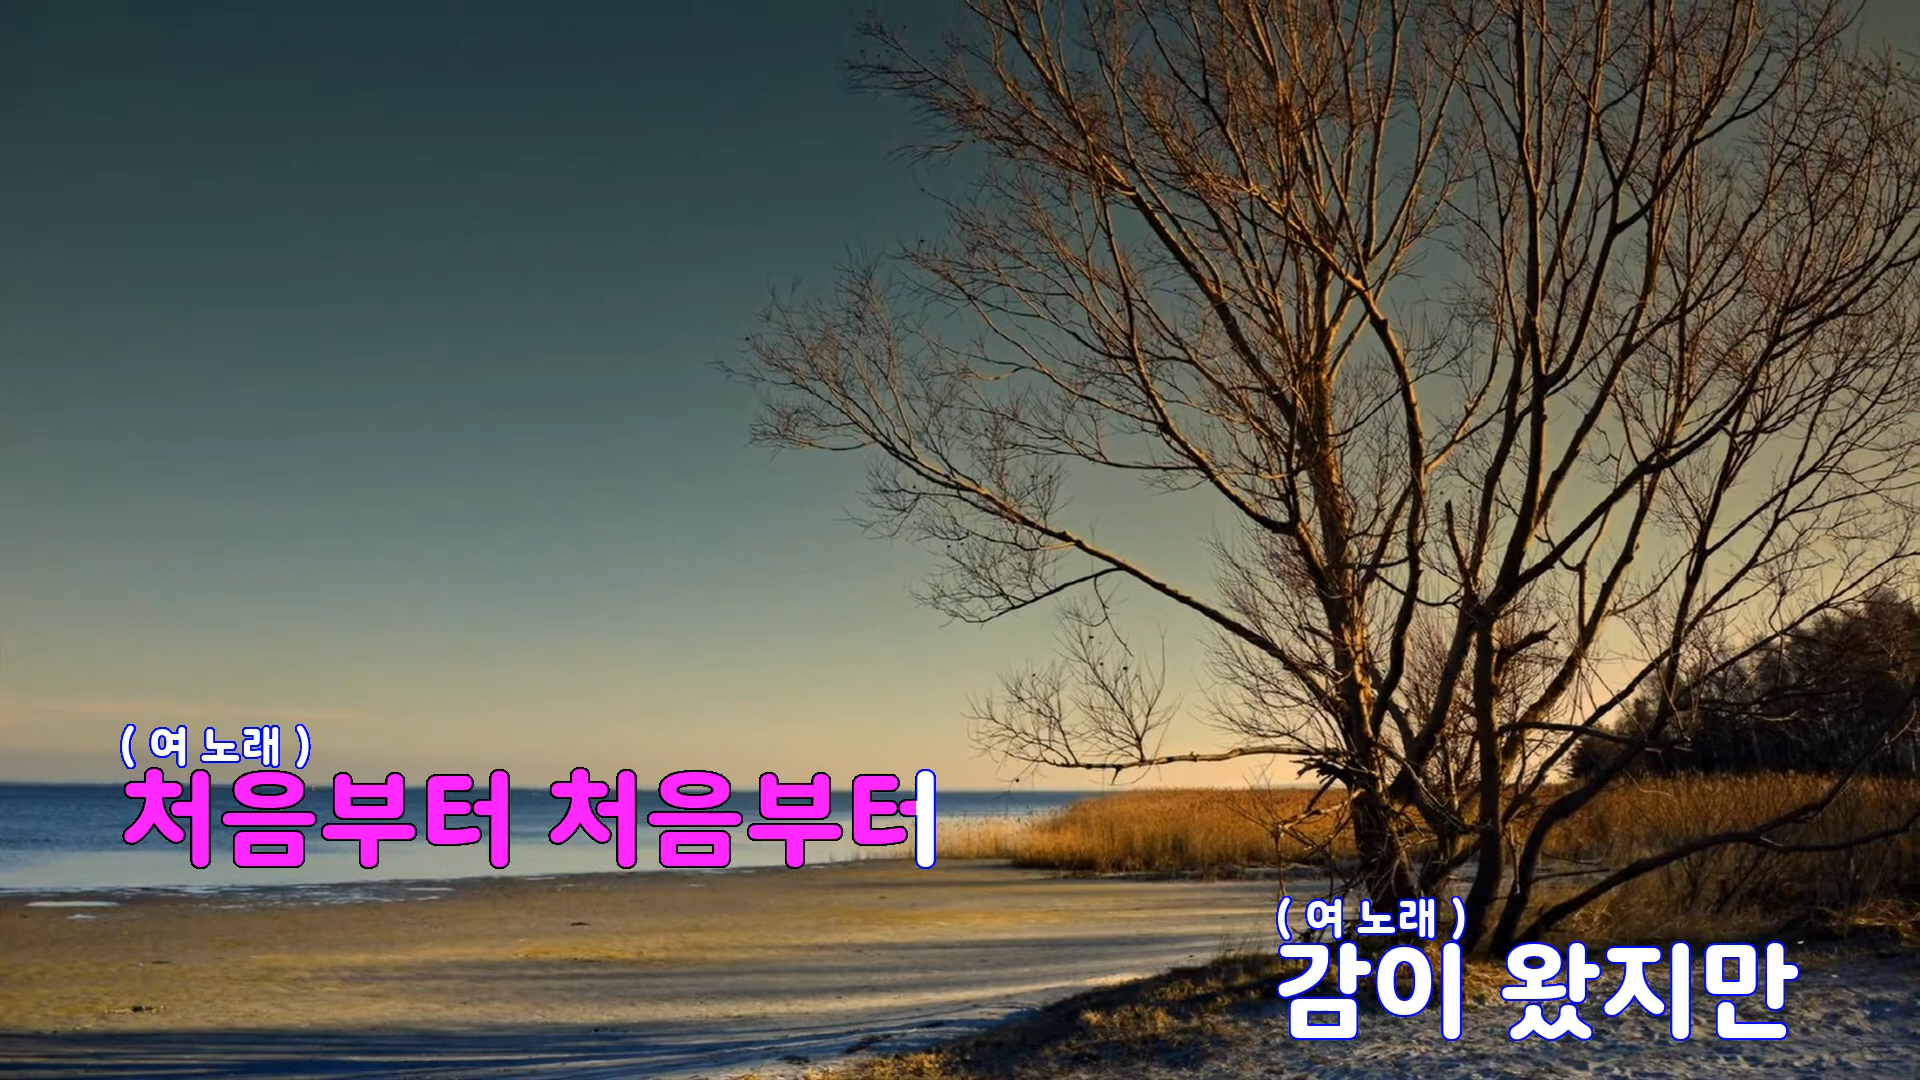 ( 여 노래 )
처음부터 처음부터
( 여 노래 )
감이 왔지만